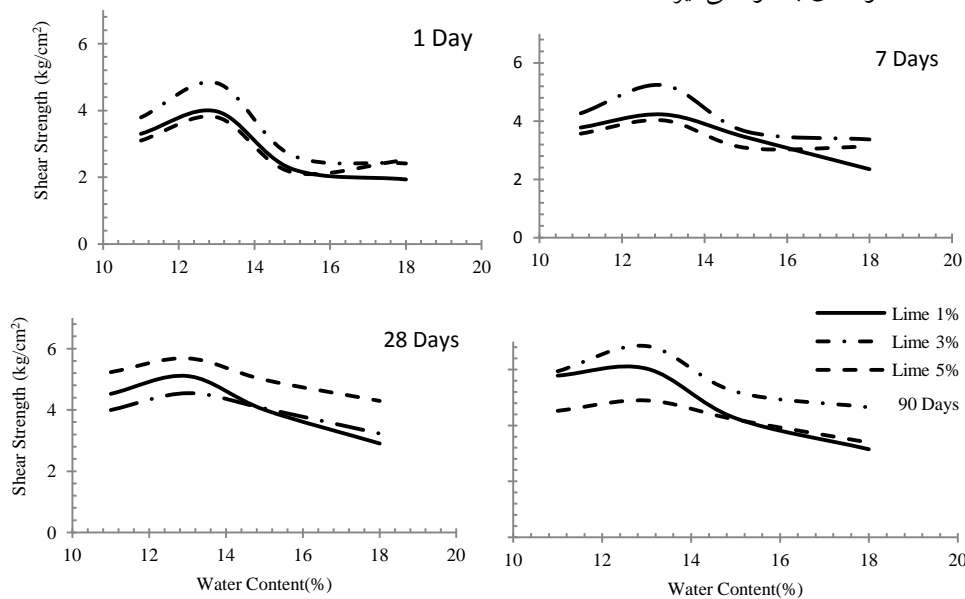 1 Day
Shear Strength (kg/cm²)
6
4
2
0
10 12 14 16 18 20
7 Days
6
4
2
0
10 12 14 16 18 20
28 Days
Shear Strength (kg/cm²)
6
4
2
0
10 12 14 16 18 20
Water Content(%)
Lime 1%
Lime 3%
Lime 5%
90 Days
10 12 14 16 18 20
Water Content(%)